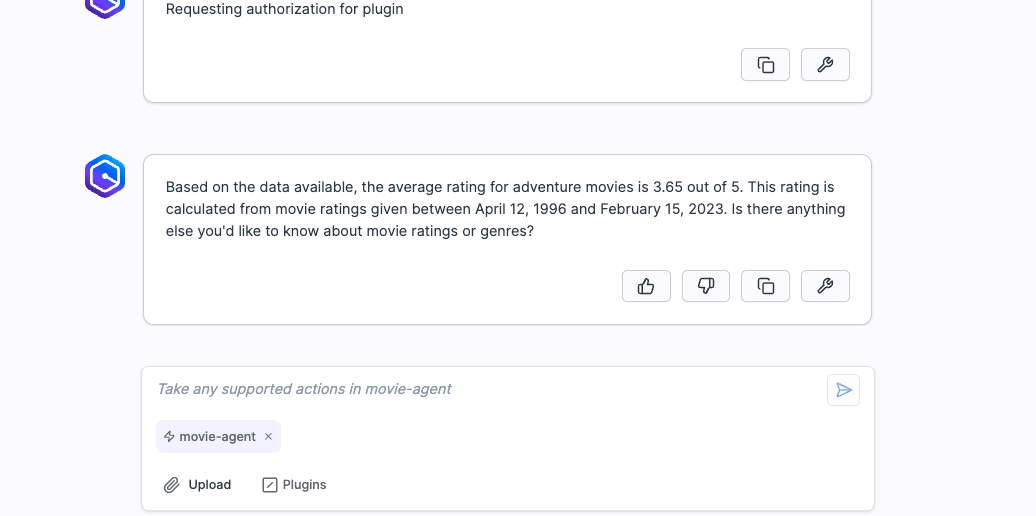 Requesting authorization for plugin
Based on the data available, the average rating for adventure movies is 3.65 out of 5. This rating is
calculated from movie ratings given between April 12, 1996 and February 15, 2023. Is there anything
else you'd like to know about movie ratings or genres?
Take any supported actions in movie-agent
movie-agent ×
Upload Plugins